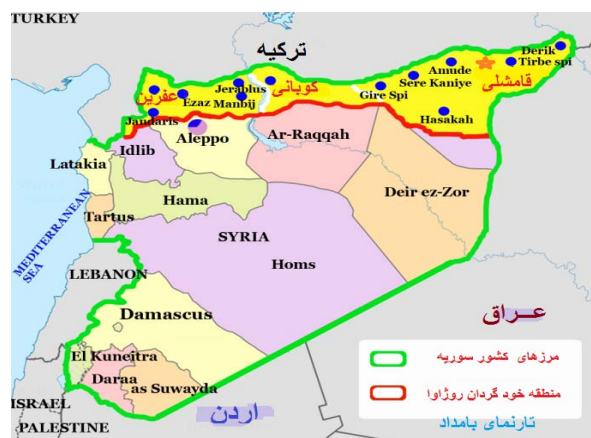 TURKEY
ترکیه
Derik
Tirbe spi
Amude
قامشلی
Sere Kaniye
Gire Spi
کوبانی
Jerablus
Manbij
Ezaz
عفرین
Jandaris
Hasakah
Aleppo
Ar-Raqqah
Idlib
Latakia
Deir ez-Zor
Hama
Tartus
SYRIA
Homs
MEDITERRANEAN
SEA
LEBANON
Damascus
عــراق
El Kuneitra
Daraa
as Suwayda
مرزهای کشور سوریه
منطقه خود گردان روژاوا
تارنمای بامداد
اردن
ISRAEL
PALESTINE